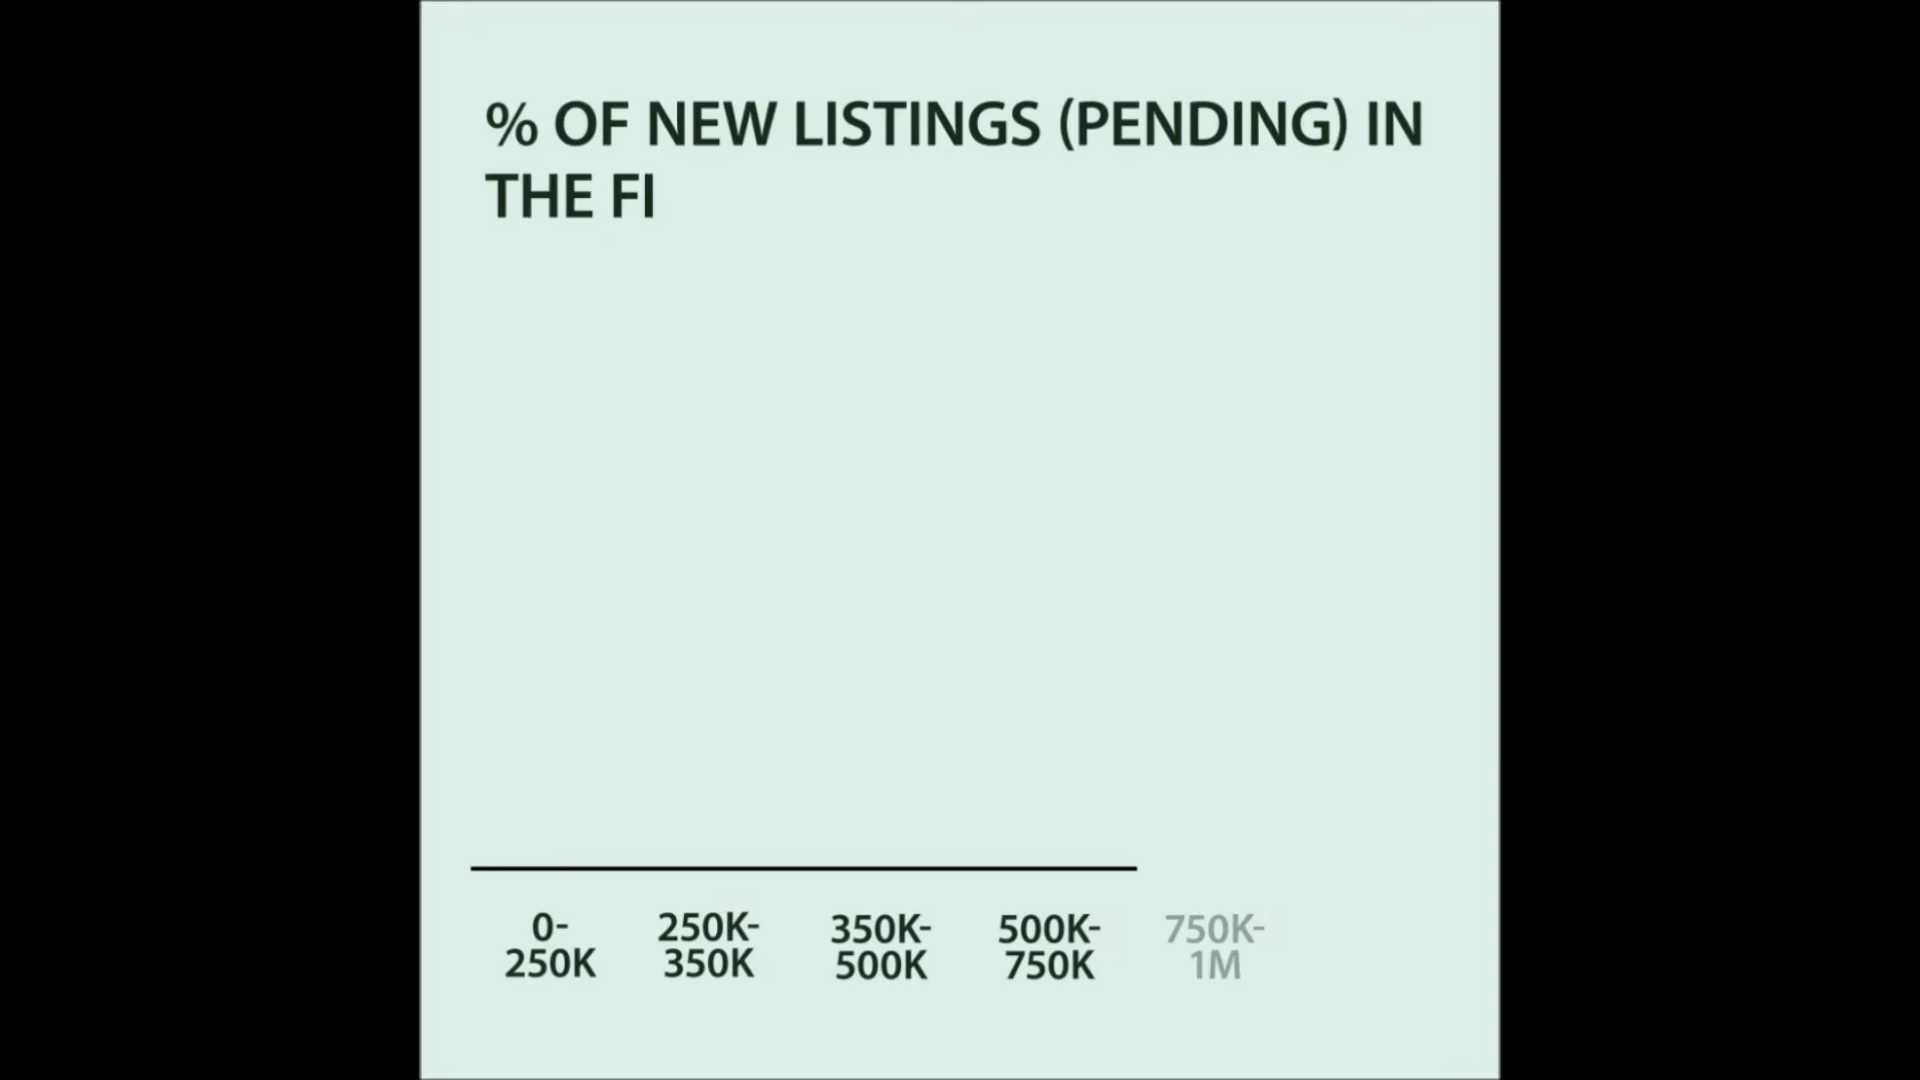 % OF NEW LISTINGS (PENDING) IN
THE FI
0-
250K
250K-
350K
350K-
500K
500K-
750K
750K-
1M